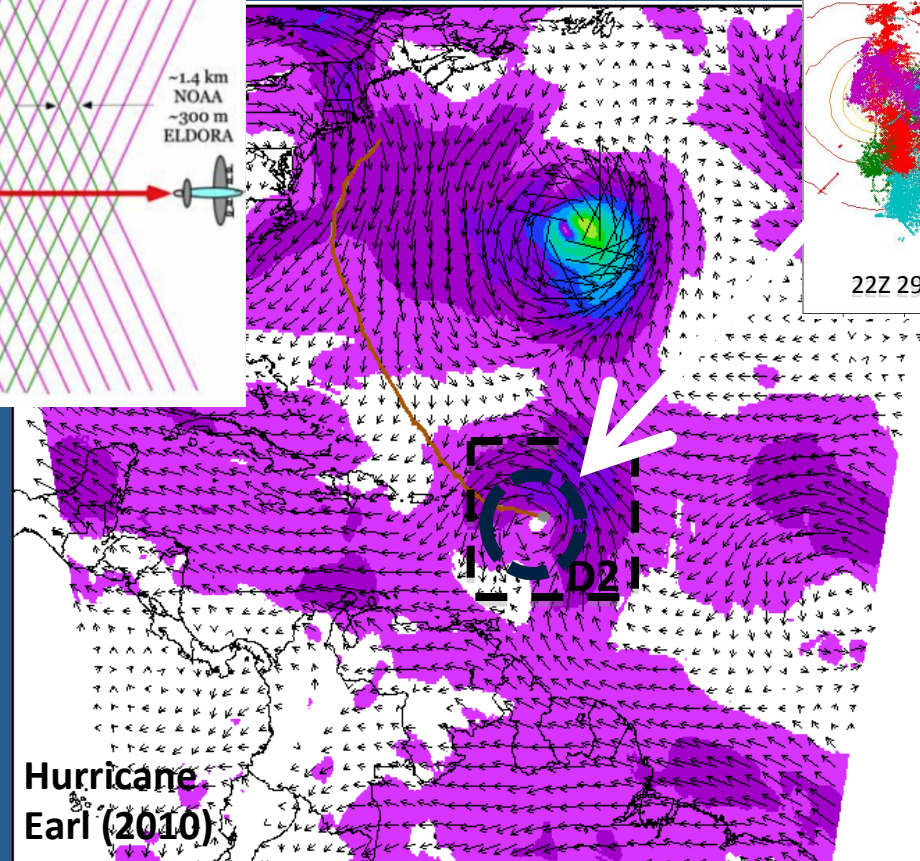 ~1.4 km
NOAA
~300 m
ELDORA
22Z 29
D2
Hurricane
Earl (2010)